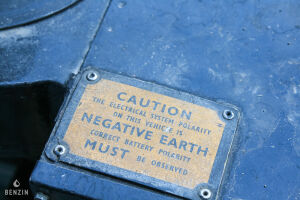 CAUTION
THE ELECTRICAL SYSTEM POLARITY
ON THIS VEHICLE IS
NEGATIVE EARTH
CORRECT BATTERY POLARITY
MUST BE OBSERVED
BENZIN